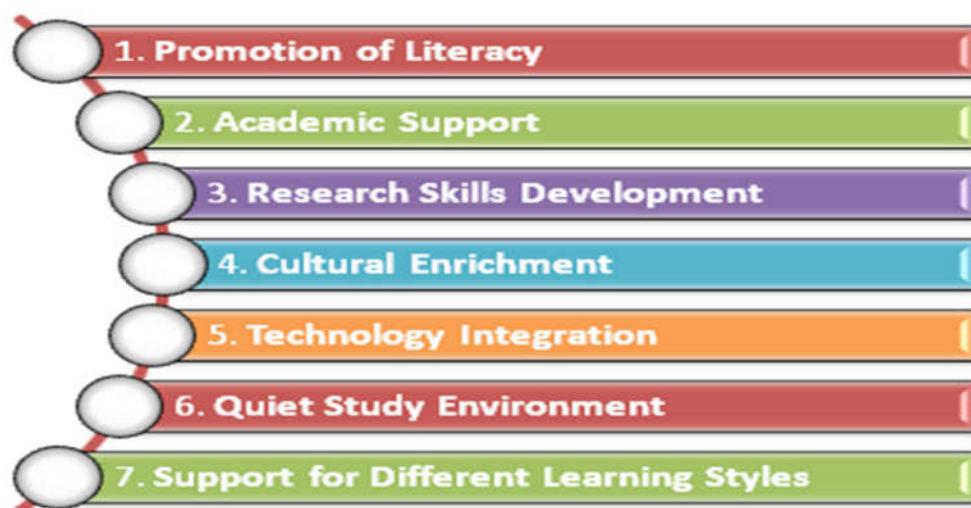 1. Promotion of Literacy
2. Academic Support
3. Research Skills Development
4. Cultural Enrichment
5. Technology Integration
6. Quiet Study Environment
7. Support for Different Learning Styles